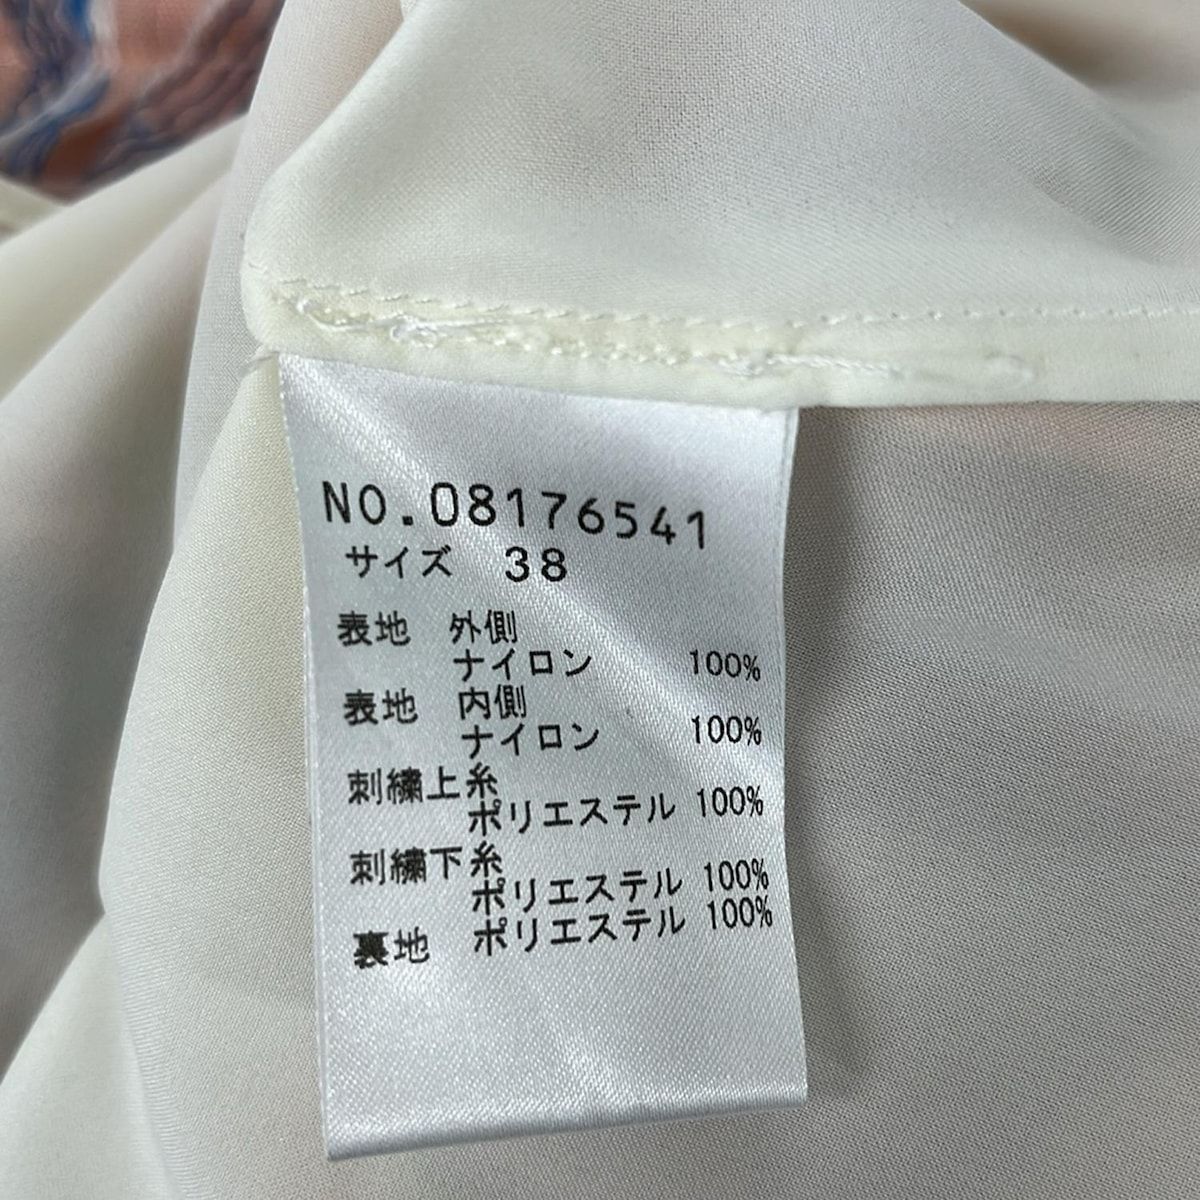 NO.08176541
サイズ 38
表地 外側
ナイロン 100%
表地 内側
ナイロン 100%
刺繍上糸
ポリエステル 100%
刺繍下糸
ポリエステル 100%
裏地 ポリエステル 100%